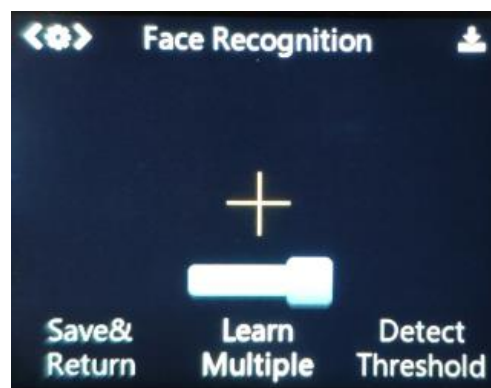 Face Recognition
Save& Learn Detect
Return Multiple Threshold